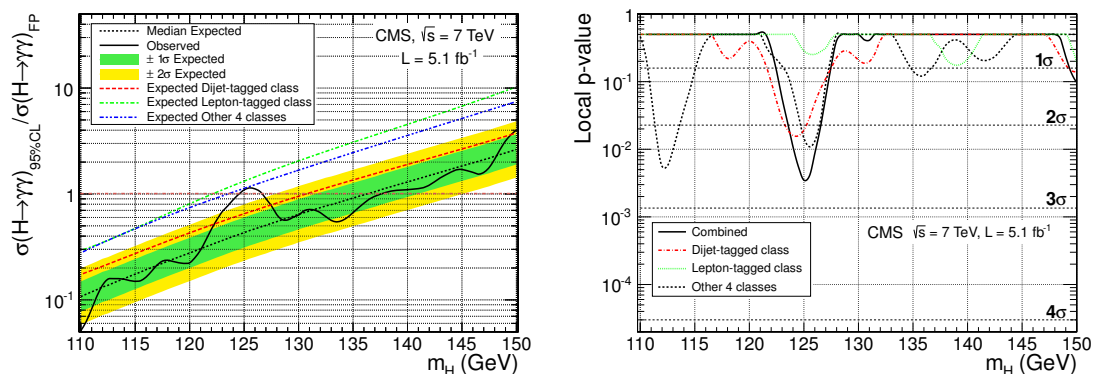 σ(H→γγ)95%CL/σ(H→γγ)FP
10
1
10⁻¹
Median Expected
Observed
± 1σ Expected
± 2σ Expected
Expected Dijet-tagged class
Expected Lepton-tagged class
Expected Other 4 classes
CMS, √s = 7 TeV
L = 5.1 fb⁻¹
110 115 120 125 130 135 140 145 150
mH (GeV)
Local p-value
1
10⁻¹
10⁻²
10⁻³
10⁻⁴
1σ
2σ
3σ
4σ
Combined
Dijet-tagged class
Lepton-tagged class
Other 4 classes
CMS √s = 7 TeV, L = 5.1 fb⁻¹
110 115 120 125 130 135 140 145 150
mH (GeV)